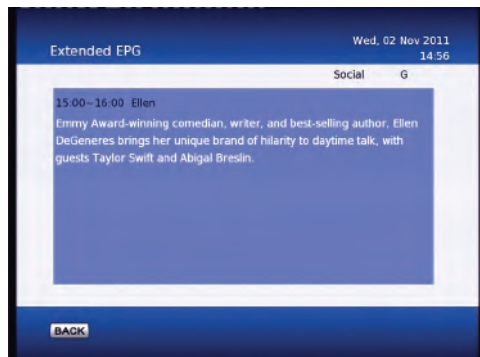 Wed, 02 Nov 2011
Extended EPG
14:56
Social G
15:00~16:00 Ellen
Emmy Award-winning comedian, writer, and best-selling author, Ellen
DeGeneres brings her unique brand of hilarity to daytime talk, with
guests Taylor Swift and Abigal Breslin.
BACK